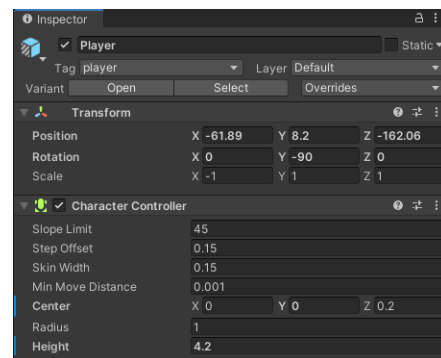 Inspector
Player Static
Tag player Layer Default
Variant Open Select Overrides
Transform
Position X -61.89 Y 8.2 Z -162.06
Rotation X 0 Y -90 Z 0
Scale X -1 Y 1 Z 1
Character Controller
Slope Limit 45
Step Offset 0.15
Skin Width 0.15
Min Move Distance 0.001
Center X 0 Y 0 Z 0.2
Radius 1
Height 4.2